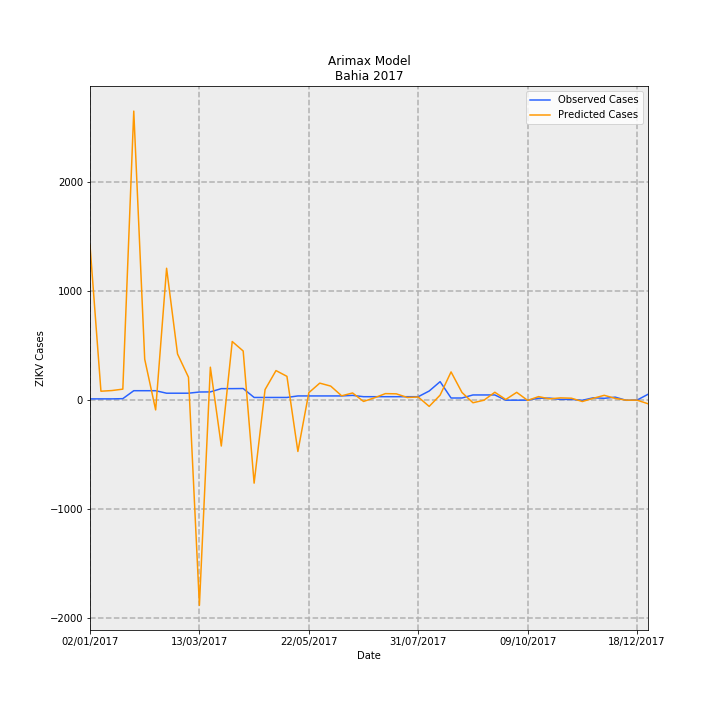 Arimax Model
Bahia 2017
Observed Cases
Predicted Cases
ZIKV Cases
2000
1000
0
−1000
−2000
02/01/2017 13/03/2017 22/05/2017 31/07/2017 09/10/2017 18/12/2017
Date